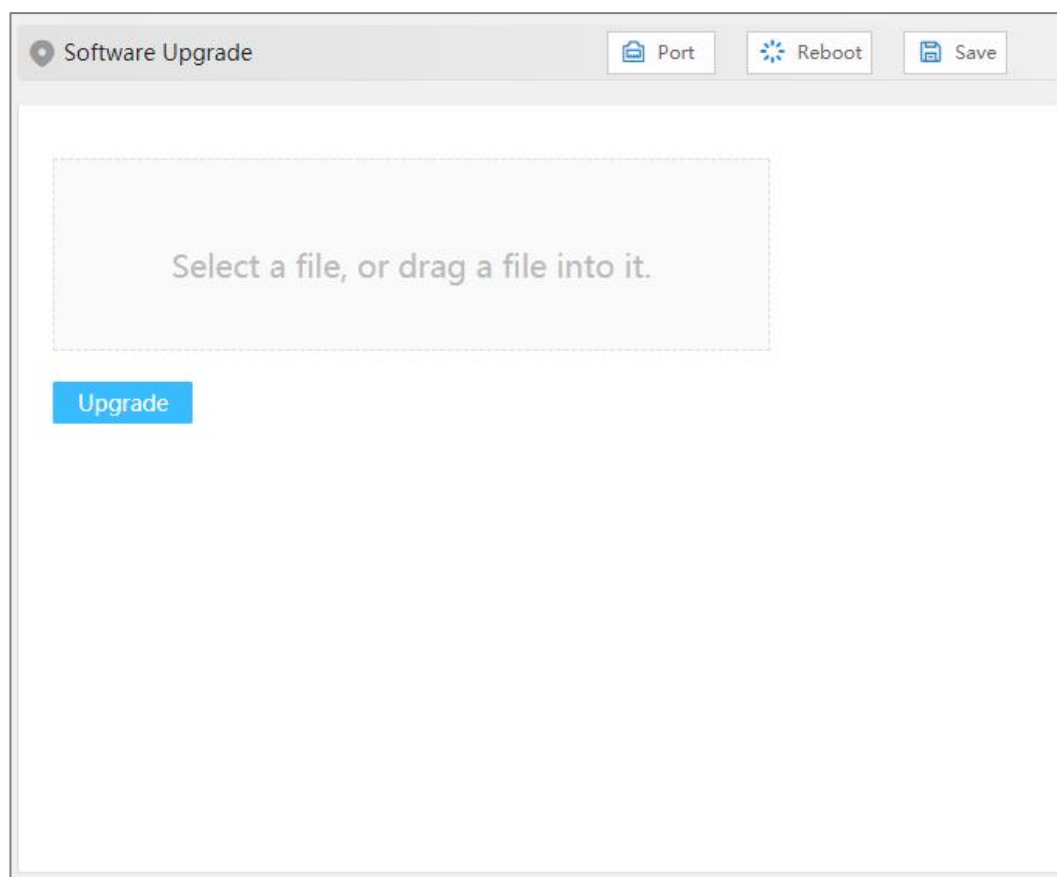 Software Upgrade Port Reboot Save
Select a file, or drag a file into it.
Upgrade